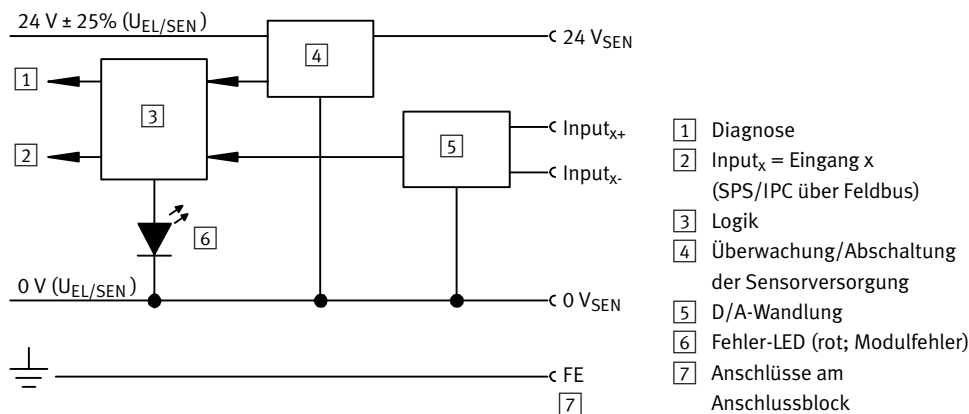 24 V ± 25% (U_EL/SEN)
4
24 V_SEN
1
3
5
Input_x+
2
Input_x-
6
0 V (U_EL/SEN)
0 V_SEN
FE
7
1 Diagnose
2 Input_x = Eingang x
(SPS/IPC über Feldbus)
3 Logik
4 Überwachung/Abschaltung
der Sensorversorgung
5 D/A-Wandlung
6 Fehler-LED (rot; Modulfehler)
7 Anschlüsse am
Anschlussblock